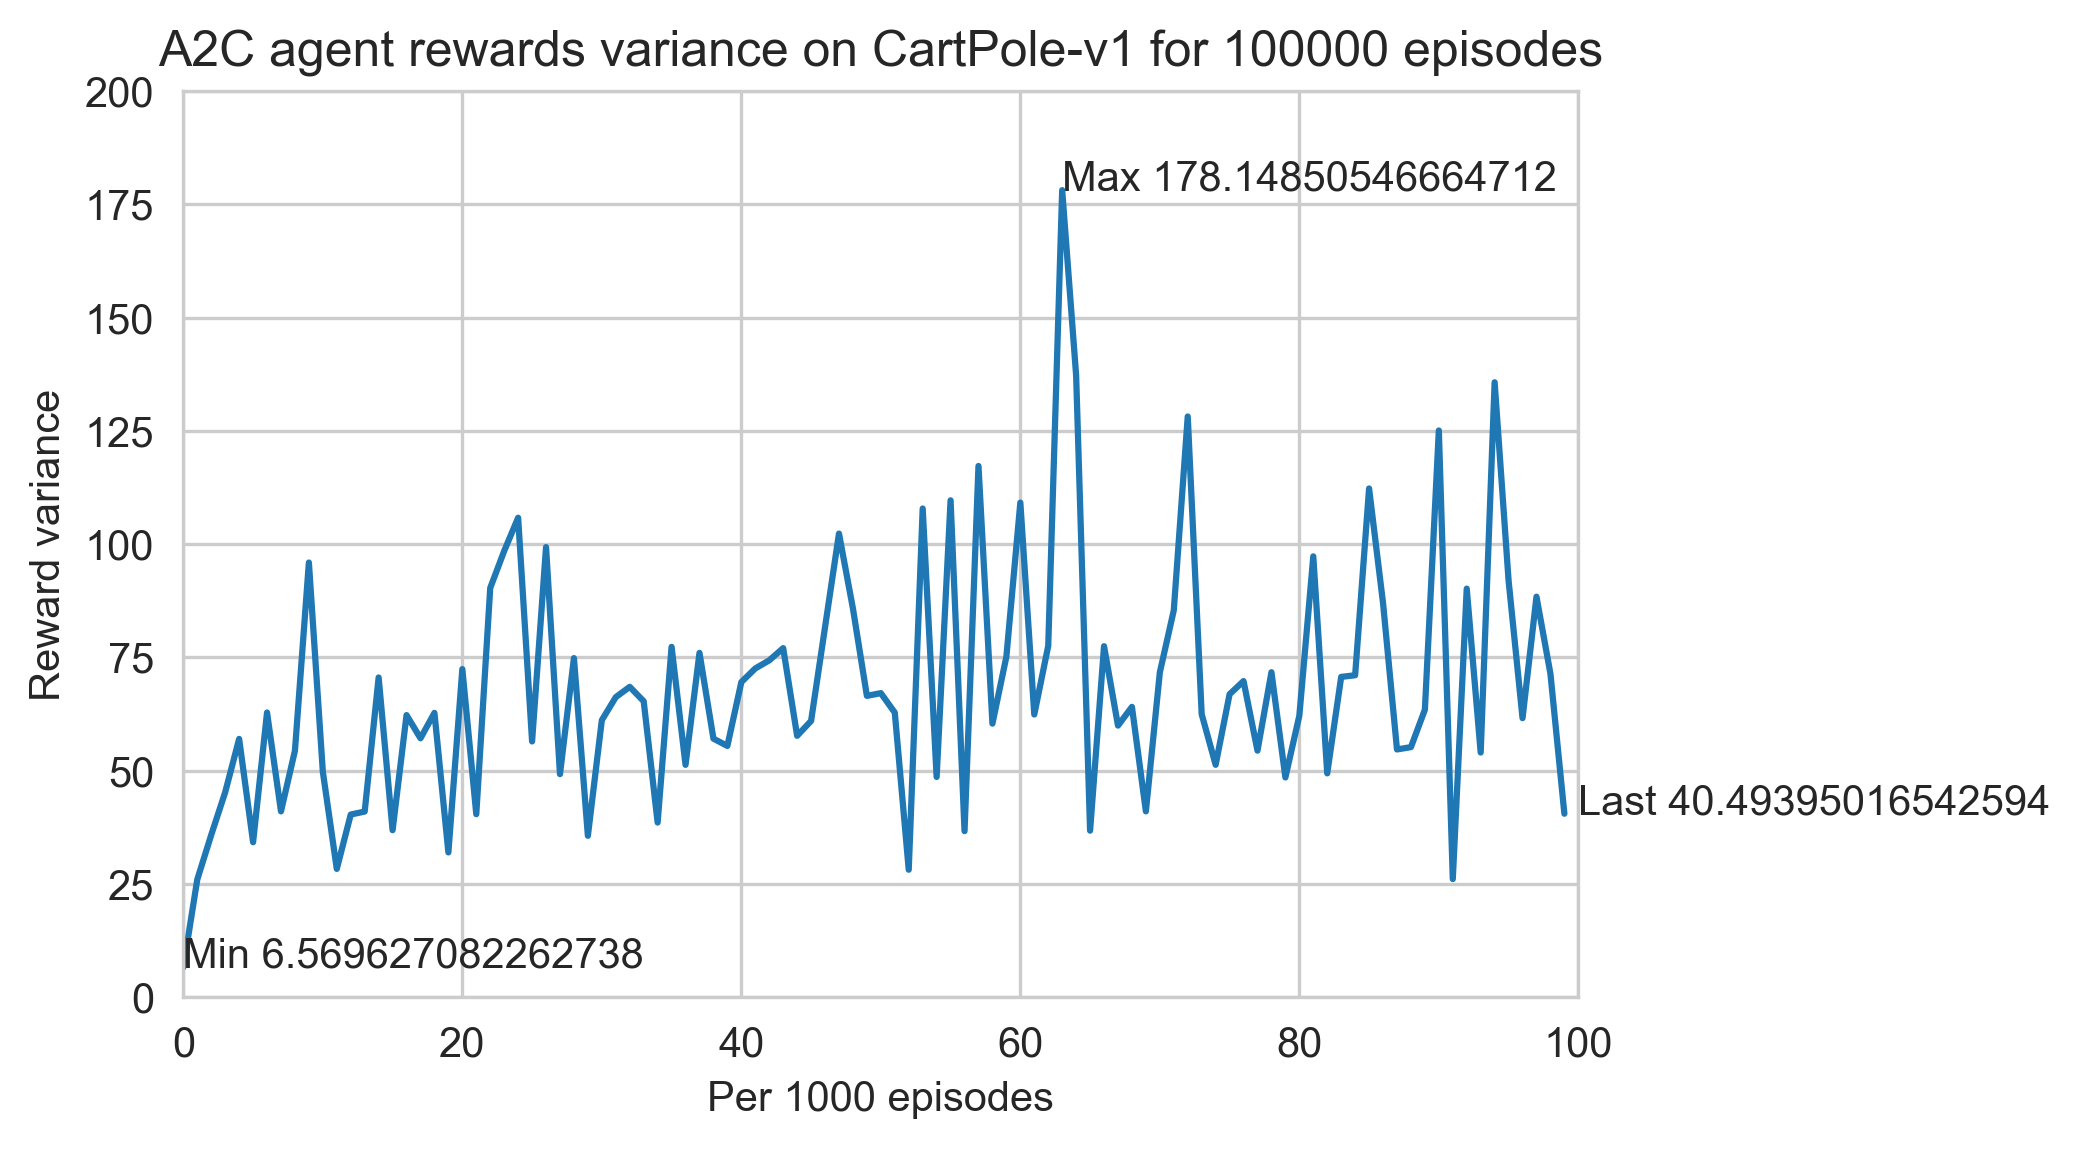 A2C agent rewards variance on CartPole-v1 for 100000 episodes
200
175
150
125
100
75
50
25
0
Reward variance
Max 178.14850546664712
Last 40.49395016542594
Min 6.569627082262738
0 20 40 60 80 100
Per 1000 episodes